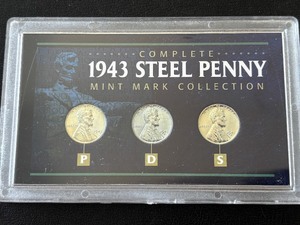 COMPLETE
1943 STEEL PENNY
MINT MARK COLLECTION
P D S